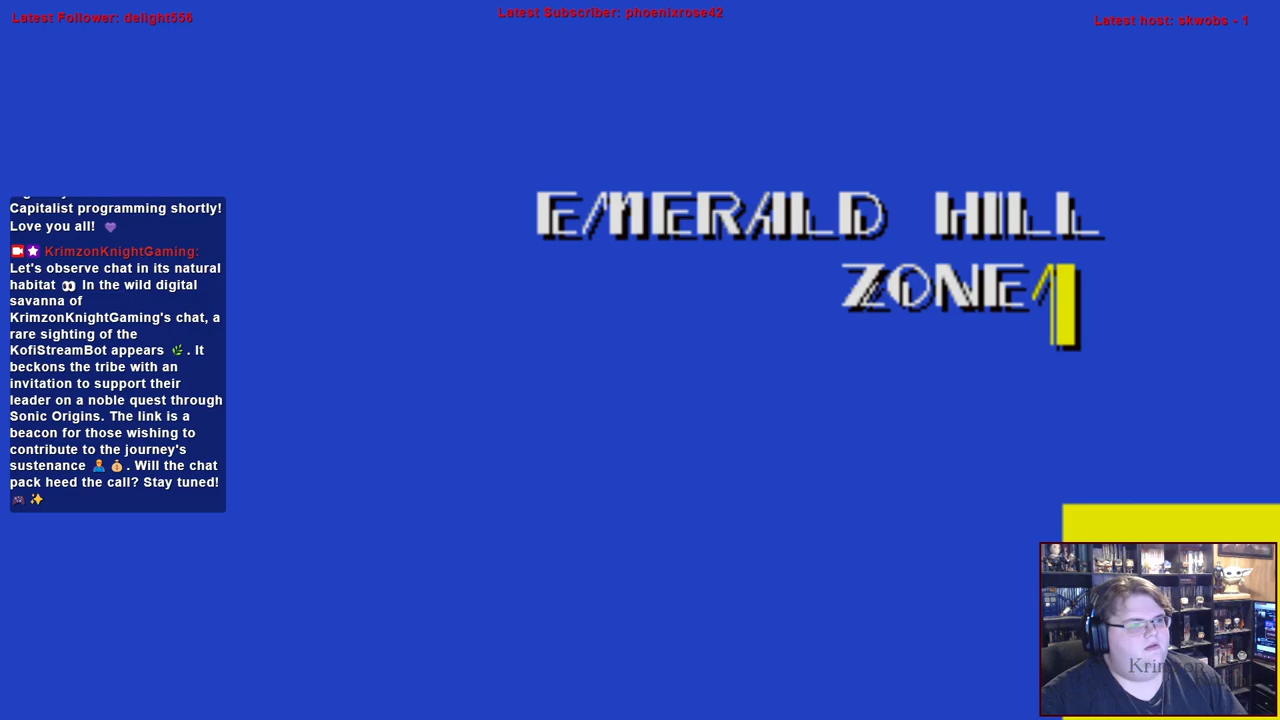 Latest Follower: delight556
Latest Subscriber: phoenixrose42
Latest host: skwobs - 1
EMERALD HILL
ZONE 1
Capitalist programming shortly!
Love you all! 💜
KrimzonKnightGaming:
Let's observe chat in its natural
habitat 👀 In the wild digital
savanna of
KrimzonKnightGaming's chat, a
rare sighting of the
KofiStreamBot appears 🌿. It
beckons the tribe with an
invitation to support their
leader on a noble quest through
Sonic Origins. The link is a
beacon for those wishing to
contribute to the journey's
sustenance 🙎‍♂️💰. Will the chat
pack heed the call? Stay tuned!
🎮✨
Krimzon